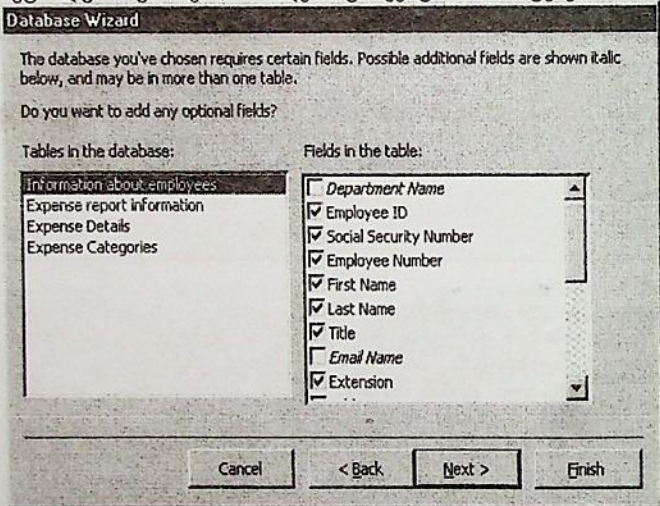 Database Wizard
The database you've chosen requires certain fields. Possible additional fields are shown italic
below, and may be in more than one table.
Do you want to add any optional fields?
Tables in the database:
Fields in the table:
Information about employees
Expense report information
Expense Details
Expense Categories
Department Name
Employee ID
Social Security Number
Employee Number
First Name
Last Name
Title
Email Name
Extension
Cancel
< Back
Next >
Finish